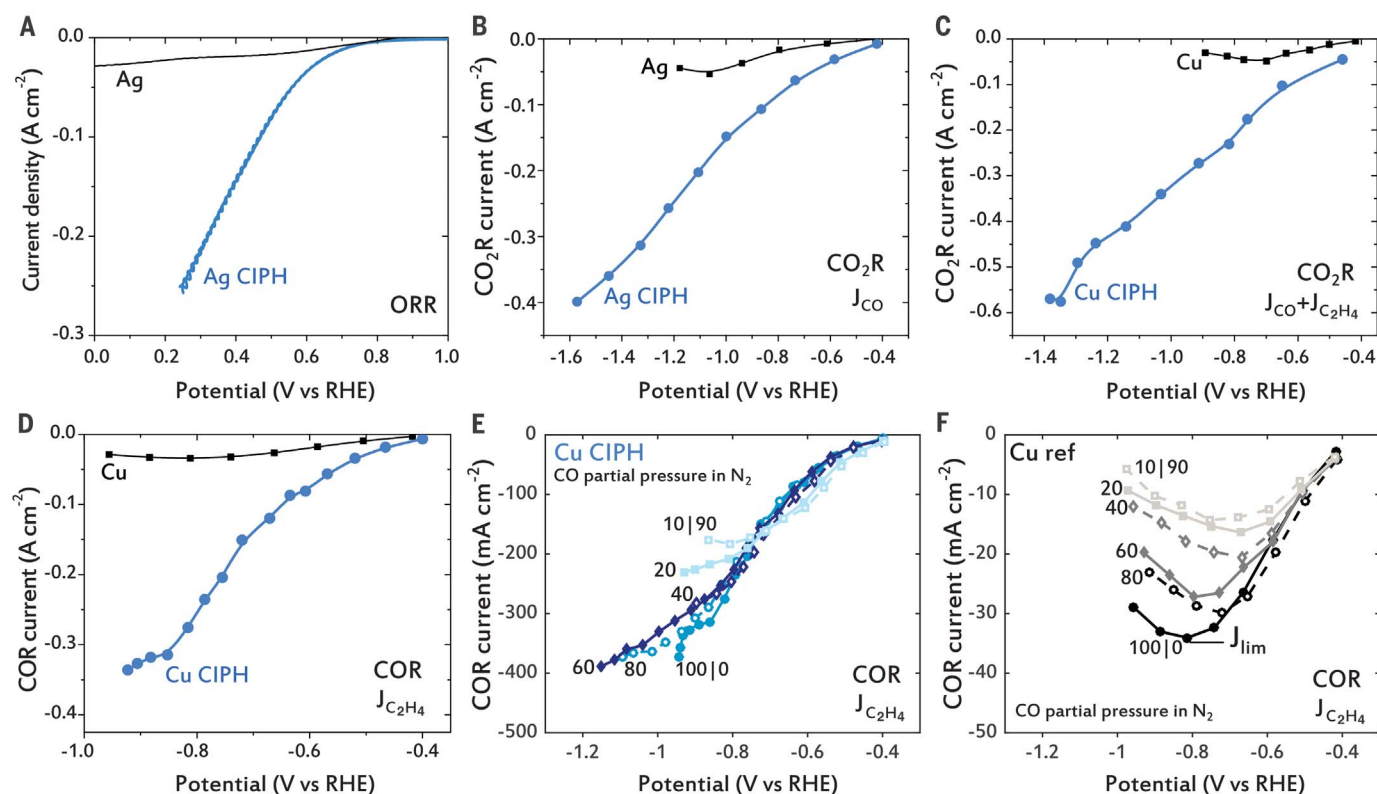 A
0.0
-0.1
-0.2
-0.3
Current density (A cm⁻²)
Ag
Ag CIPH
ORR
0.0 0.2 0.4 0.6 0.8 1.0
Potential (V vs RHE)
B
0.0
-0.1
-0.2
-0.3
-0.4
CO₂R current (A cm⁻²)
Ag
Ag CIPH
CO₂R
J_CO
-1.6 -1.4 -1.2 -1.0 -0.8 -0.6 -0.4
Potential (V vs RHE)
C
0.0
-0.1
-0.2
-0.3
-0.4
-0.5
-0.6
CO₂R current (A cm⁻²)
Cu
Cu CIPH
CO₂R
J_CO+J_C₂H₄
-1.4 -1.2 -1.0 -0.8 -0.6 -0.4
Potential (V vs RHE)
D
0.0
-0.1
-0.2
-0.3
-0.4
COR current (A cm⁻²)
Cu
Cu CIPH
COR
J_C₂H₄
-1.0 -0.8 -0.6 -0.4
Potential (V vs RHE)
E
0
-100
-200
-300
-400
-500
COR current (mA cm⁻²)
Cu CIPH
CO partial pressure in N₂
10|90
20
40
60 80 100|0
COR
J_C₂H₄
-1.2 -1 -0.8 -0.6 -0.4
Potential (V vs RHE)
F
0
-10
-20
-30
-40
50
COR current (mA cm⁻²)
Cu ref
10|90
20
40
60
80
100|0
J_lim
COR
CO partial pressure in N₂
J_C₂H₄
-1.2 -1 -0.8 -0.6 -0.4
Potential (V vs RHE)